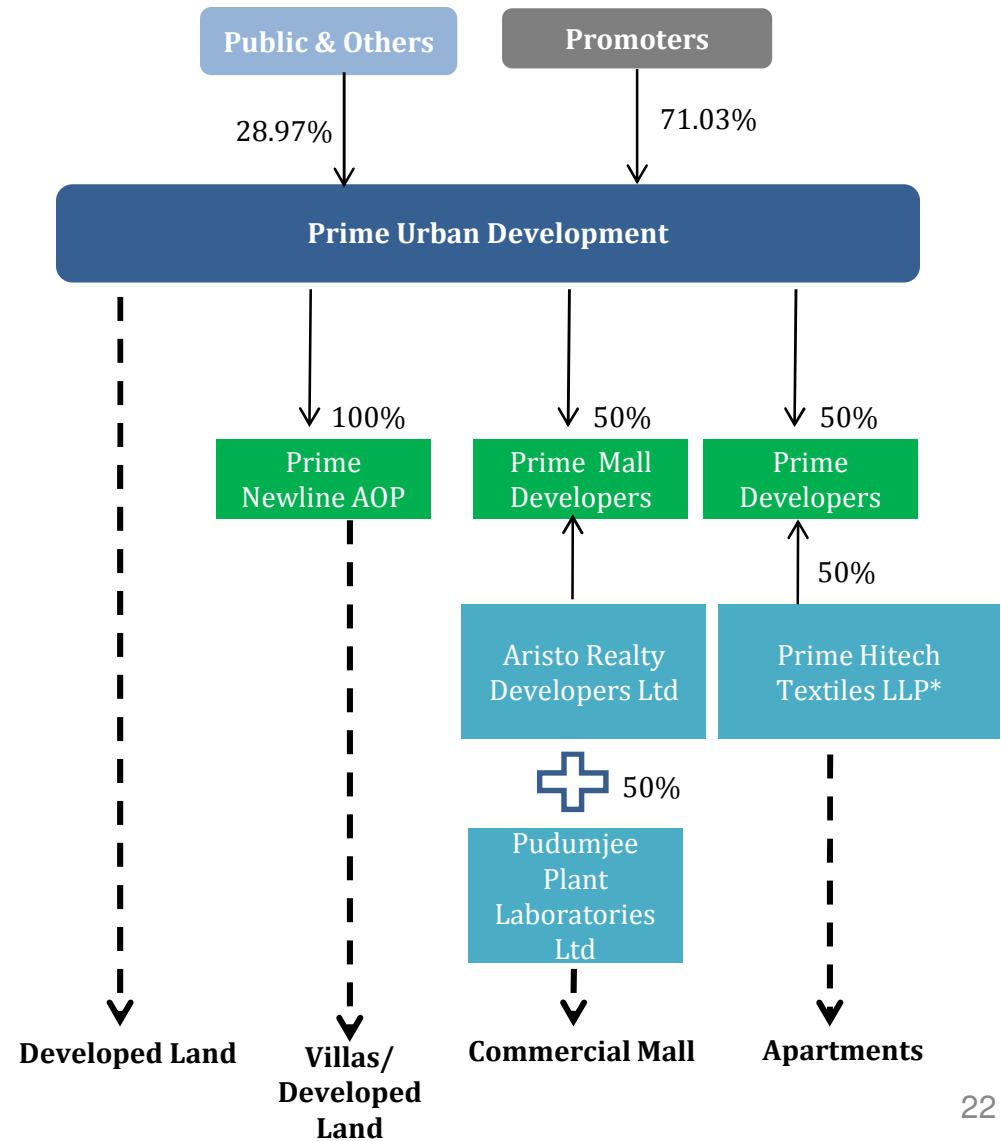 Public & Others
Promoters
28.97%
71.03%
Prime Urban Development
100%
50%
50%
Prime
Newline AOP
Prime Mall
Developers
Prime
Developers
50%
Aristo Realty
Developers Ltd
Prime Hitech
Textiles LLP*
50%
Pudumjee
Plant
Laboratories
Ltd
Developed Land
Villas/
Developed
Land
Commercial Mall
Apartments
22